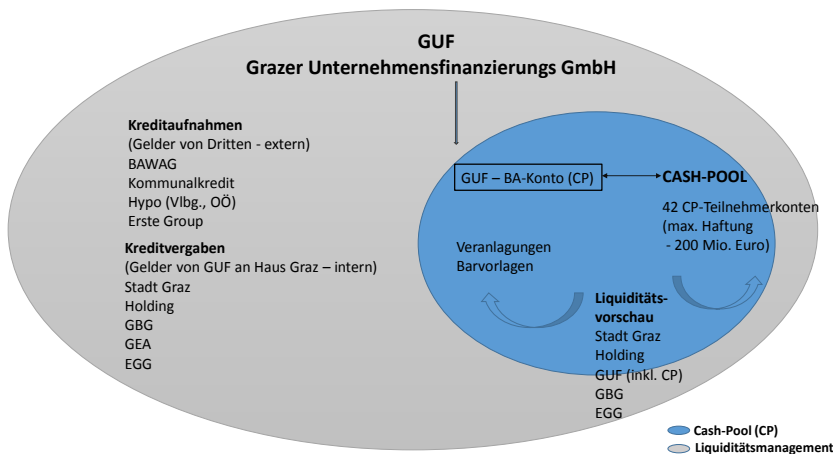 GUF
Grazer Unternehmensfinanzierungs GmbH
Kreditaufnahmen
(Gelder von Dritten - extern)
BAWAG
Kommunalkredit
Hypo (Vlbg., OÖ)
Erste Group
Kreditvergaben
(Gelder von GUF an Haus Graz – intern)
Stadt Graz
Holding
GBG
GEA
EGG
GUF – BA-Konto (CP)
CASH-POOL
42 CP-Teilnehmerkonten
(max. Haftung
- 200 Mio. Euro)
Veranlagungen
Barvorlagen
Liquiditäts-
vorschau
Stadt Graz
Holding
GUF (inkl. CP)
GBG
EGG
Cash-Pool (CP)
Liquiditätsmanagement